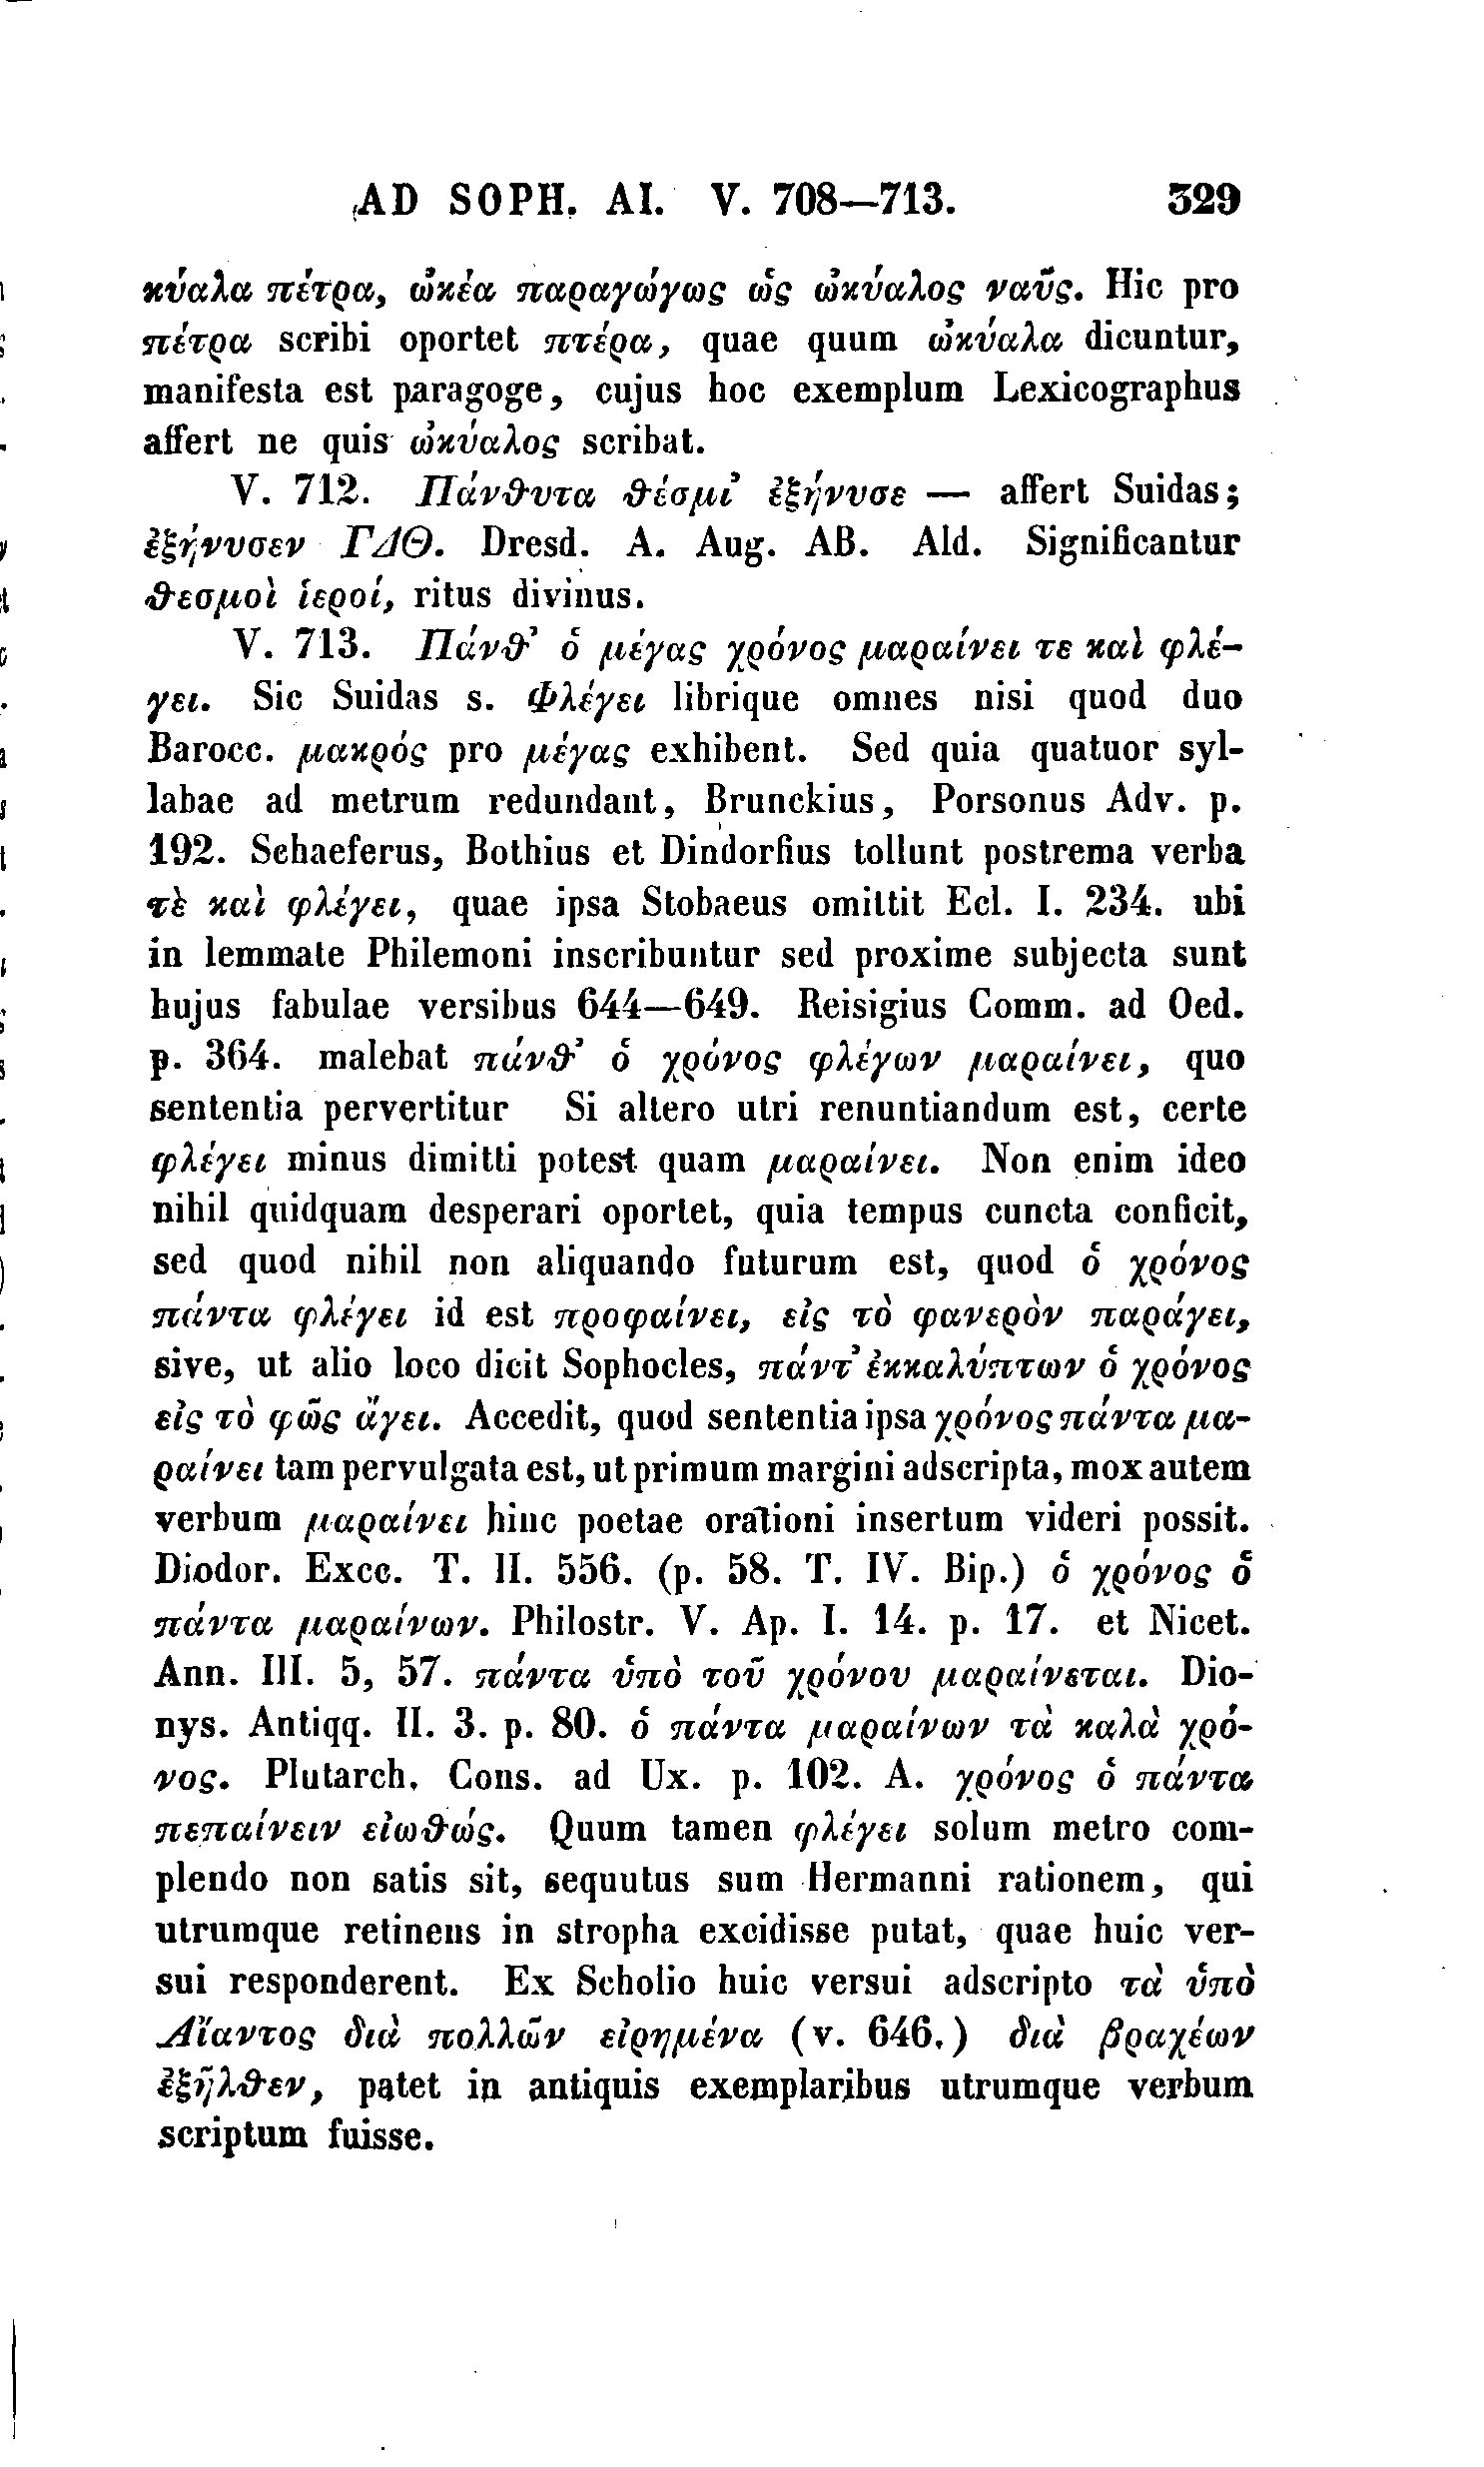 AD SOPH. AI. V. 708—713. 329
κύαλα πέτρα, ὠκέα παραγώγως ὡς ὠκύαλος ναῦς. Hic pro
πέτρα scribi oportet πτέρα, quae quum ὠκύαλα dicuntur,
manifesta est paragoge, cujus hoc exemplum Lexicographus
affert ne quis ὠκύαλος scribat.
V. 712. Πάνθυτα θέσμι᾽ ἐξήνυσε — affert Suidas;
ἐξήνυσεν ΓΔΘ. Dresd. A. Aug. AB. Ald. Significantur
θεσμοὶ ἱεροί, ritus divinus.
V. 713. Πάνθ᾽ ὁ μέγας χρόνος μαραίνει τε καὶ φλέ-
γει. Sic Suidas s. Φλέγει librique omnes nisi quod duo
Barocc. μακρός pro μέγας exhibent. Sed quia quatuor syl-
labae ad metrum redundant, Brunckius, Porsonus Adv. p.
192. Schaeferus, Bothius et Dindorfius tollunt postrema verba
τὲ καὶ φλέγει, quae ipsa Stobaeus omittit Ecl. I. 234. ubi
in lemmate Philemoni inscribuntur sed proxime subjecta sunt
hujus fabulae versibus 644—649. Reisigius Comm. ad Oed.
p. 364. malebat πάνθ᾽ ὁ χρόνος φλέγων μαραίνει, quo
sententia pervertitur Si altero utri renuntiandum est, certe
φλέγει minus dimitti potest quam μαραίνει. Non enim ideo
nihil quidquam desperari oportet, quia tempus cuncta conficit,
sed quod nihil non aliquando futurum est, quod ὁ χρόνος
πάντα φλέγει id est προφαίνει, εἰς τὸ φανερὸν παράγει,
sive, ut alio loco dicit Sophocles, πάντ᾽ ἐκκαλύπτων ὁ χρόνος
εἰς τὸ φῶς ἄγει. Accedit, quod sententia ipsa χρόνος πάντα μα-
ραίνει tam pervulgata est, ut primum margini adscripta, mox autem
verbum μαραίνει hinc poetae orationi insertum videri possit.
Diodor. Excc. T. II. 556. (p. 58. T. IV. Bip.) ὁ χρόνος ὁ
πάντα μαραίνων. Philostr. V. Ap. I. 14. p. 17. et Nicet.
Ann. III. 5, 57. πάντα ὑπὸ τοῦ χρόνου μαραίνεται. Dio-
nys. Antiqq. II. 3. p. 80. ὁ πάντα μαραίνων τὰ καλὰ χρό-
νος. Plutarch. Cons. ad Ux. p. 102. A. χρόνος ὁ πάντα
πεπαίνειν εἰωθώς. Quum tamen φλέγει solum metro com-
plendo non satis sit, sequutus sum Hermanni rationem, qui
utrumque retinens in stropha excidisse putat, quae huic ver-
sui responderent. Ex Scholio huic versui adscripto τὰ ὑπὸ
Αἴαντος διὰ πολλῶν εἰρημένα (v. 646.) διὰ βραχέων
ἐξῆλθεν, patet in antiquis exemplaribus utrumque verbum
scriptum fuisse.